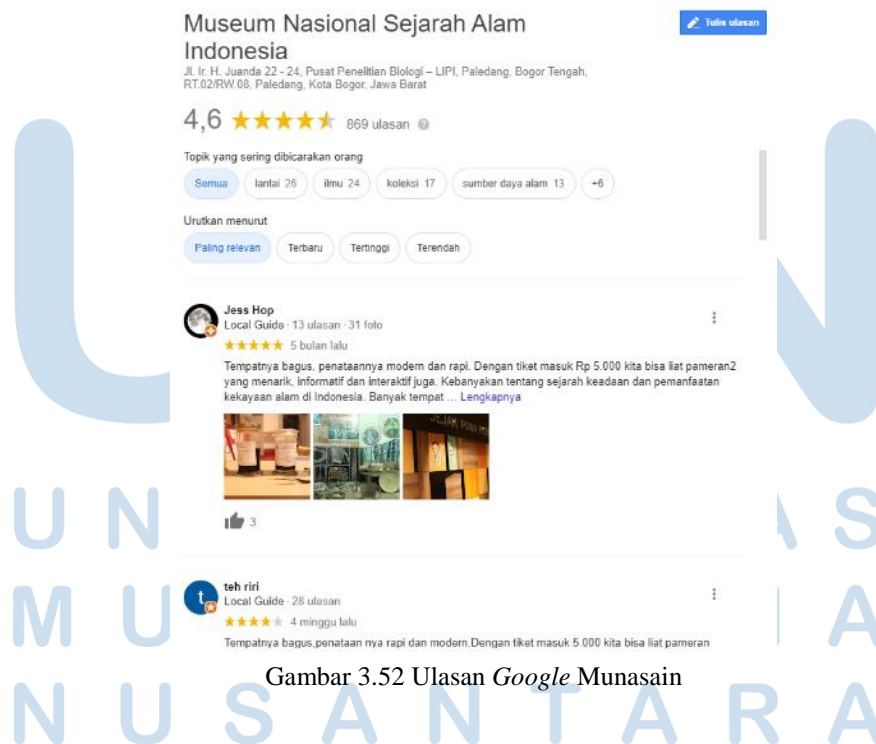 Museum Nasional Sejarah Alam
Indonesia
Tulis ulasan
Jl. Ir. H. Juanda 22 - 24, Pusat Penelitian Biologi – LIPI, Paledang, Bogor Tengah,
RT.02/RW.08, Paledang, Kota Bogor, Jawa Barat
4,6 869 ulasan
Topik yang sering dibicarakan orang
Semua lantai 26 ilmu 24 koleksi 17 sumber daya alam 13 +6
Urutkan menurut
Paling relevan Terbaru Tertinggi Terendah
Jess Hop
Local Guide · 13 ulasan · 31 foto
5 bulan lalu
Tempatnya bagus, penataannya modern dan rapi. Dengan tiket masuk Rp 5.000 kita bisa liat pameran2
yang menarik, informatif dan interaktif juga. Kebanyakan tentang sejarah keadaan dan pemanfaatan
kekayaan alam di Indonesia. Banyak tempat ... Lengkapnya
3
t
teh riri
Local Guide · 28 ulasan
4 minggu lalu
Tempatnya bagus,penataan nya rapi dan modern.Dengan tiket masuk 5.000 kita bisa liat pameran
Gambar 3.52 Ulasan Google Munasain
U N
U N A S
M U A
N U S A N T A R A